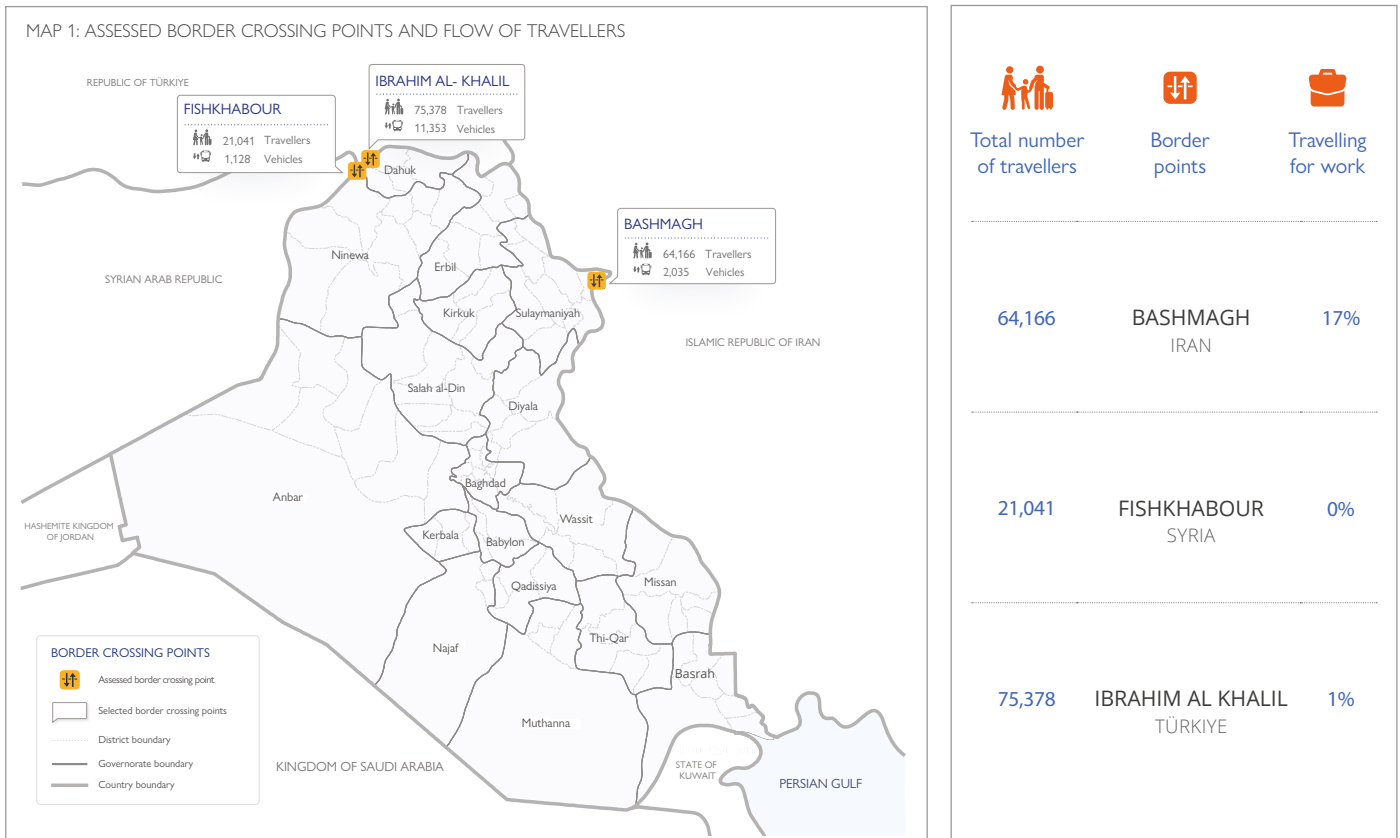 MAP 1: ASSESSED BORDER CROSSING POINTS AND FLOW OF TRAVELLERS
REPUBLIC OF TÜRKIYE
IBRAHIM AL- KHALIL
75,378 Travellers
11,353 Vehicles
FISHKHABOUR
21,041 Travellers
1,128 Vehicles
Dahuk
BASHMAGH
64,166 Travellers
2,035 Vehicles
Ninewa
Erbil
SYRIAN ARAB REPUBLIC
Kirkuk
Sulaymaniyah
ISLAMIC REPUBLIC OF IRAN
Salah al-Din
Diyala
Baghdad
Anbar
Wassit
HASHEMITE KINGDOM
OF JORDAN
Kerbala
Babylon
Qadissiya
Missan
Thi-Qar
Najaf
Basrah
Muthanna
KINGDOM OF SAUDI ARABIA
STATE OF
KUWAIT
PERSIAN GULF
BORDER CROSSING POINTS
Assessed border crossing point
Selected border crossing points
District boundary
Governorate boundary
Country boundary
Total number
of travellers
Border
points
Travelling
for work
64,166 BASHMAGH 17%
IRAN
21,041 FISHKHABOUR 0%
SYRIA
75,378 IBRAHIM AL KHALIL 1%
TÜRKIYE